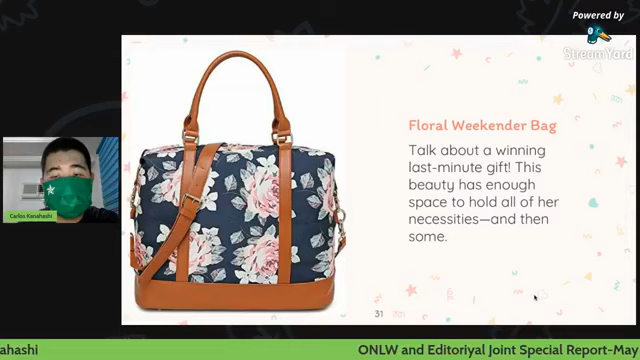 Powered by
StreamYard
Floral Weekender Bag
Talk about a winning
last-minute gift! This
beauty has enough
space to hold all of her
necessities—and then
some.
Carlos Kanahashi
31
ahashi
ONLW and Editoriyal Joint Special Report-May